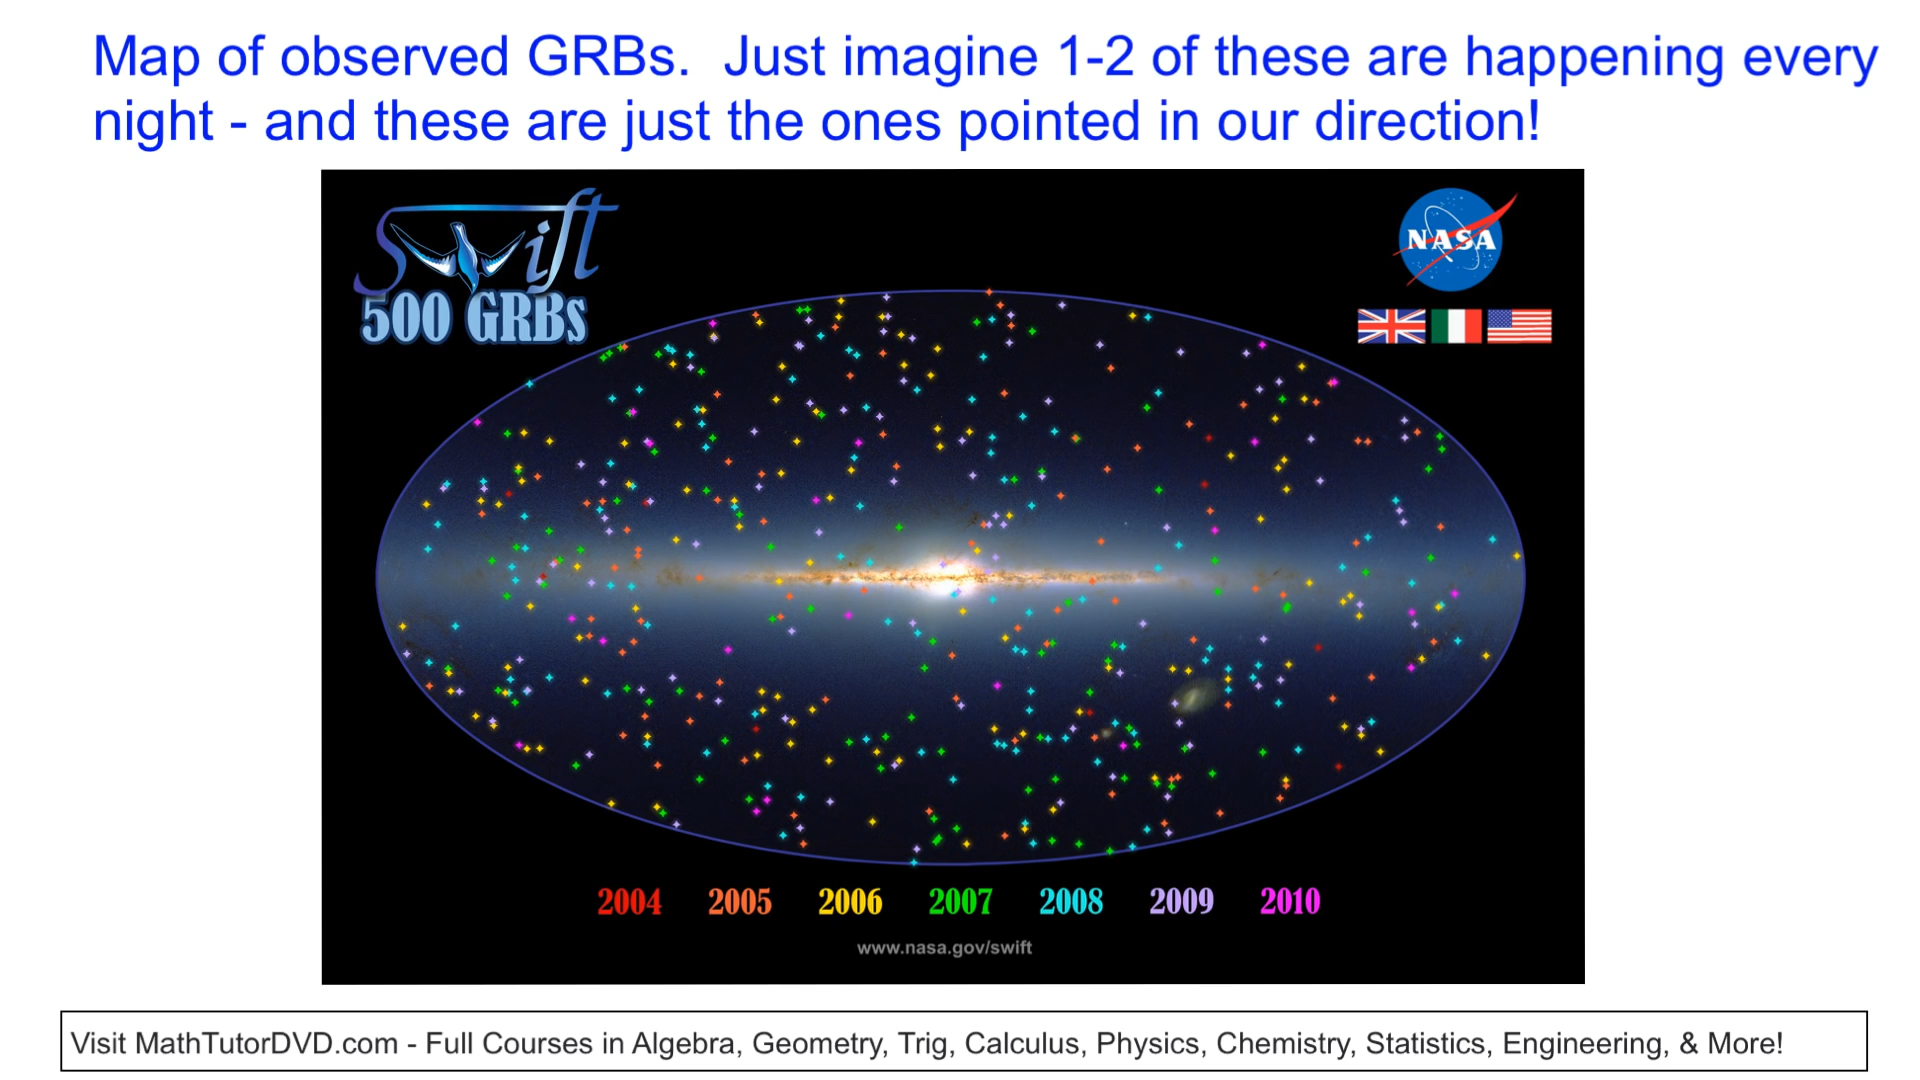 Map of observed GRBs.  Just imagine 1-2 of these are happening every
night - and these are just the ones pointed in our direction!
Swift
500 GRBs
NASA
2004 2005 2006 2007 2008 2009 2010
www.nasa.gov/swift
Visit MathTutorDVD.com - Full Courses in Algebra, Geometry, Trig, Calculus, Physics, Chemistry, Statistics, Engineering, & More!